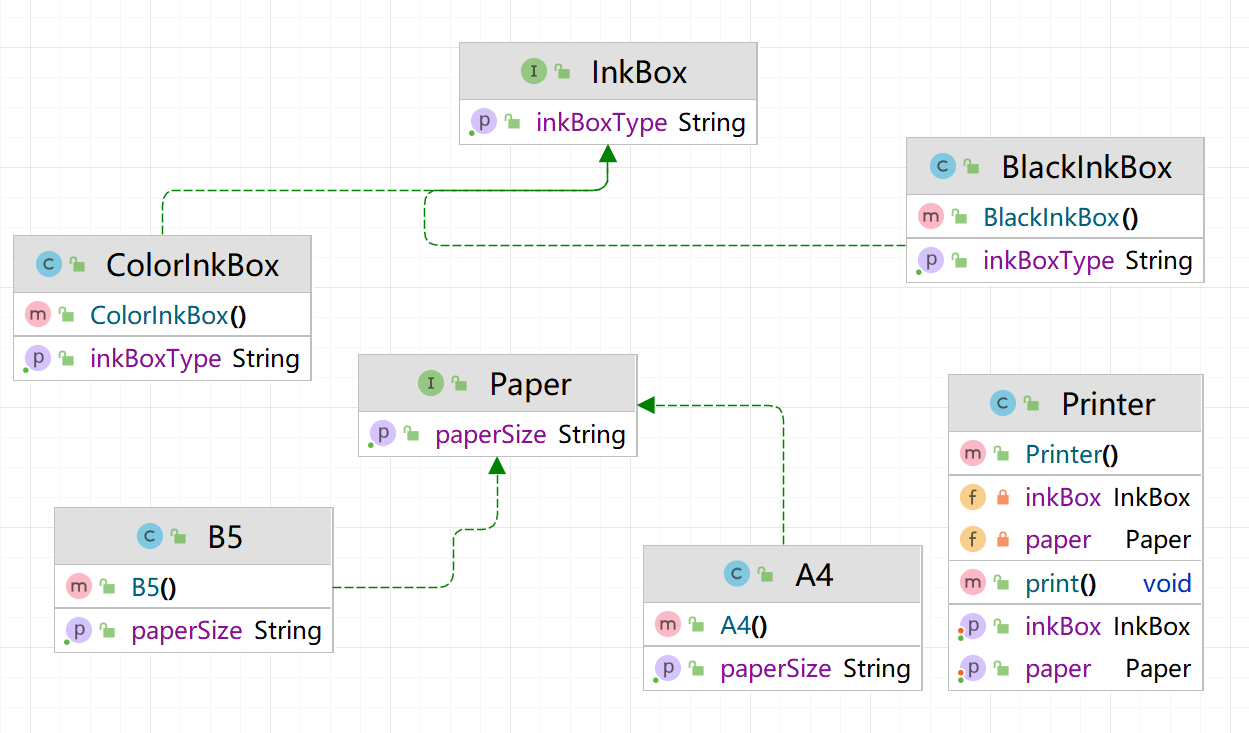 I InkBox
p inkBoxType String
C BlackInkBox
m BlackInkBox()
p inkBoxType String
C ColorInkBox
m ColorInkBox()
p inkBoxType String
I Paper
p paperSize String
C Printer
m Printer()
f inkBox InkBox
f paper Paper
m print() void
p inkBox InkBox
p paper Paper
C B5
m B5()
p paperSize String
C A4
m A4()
p paperSize String